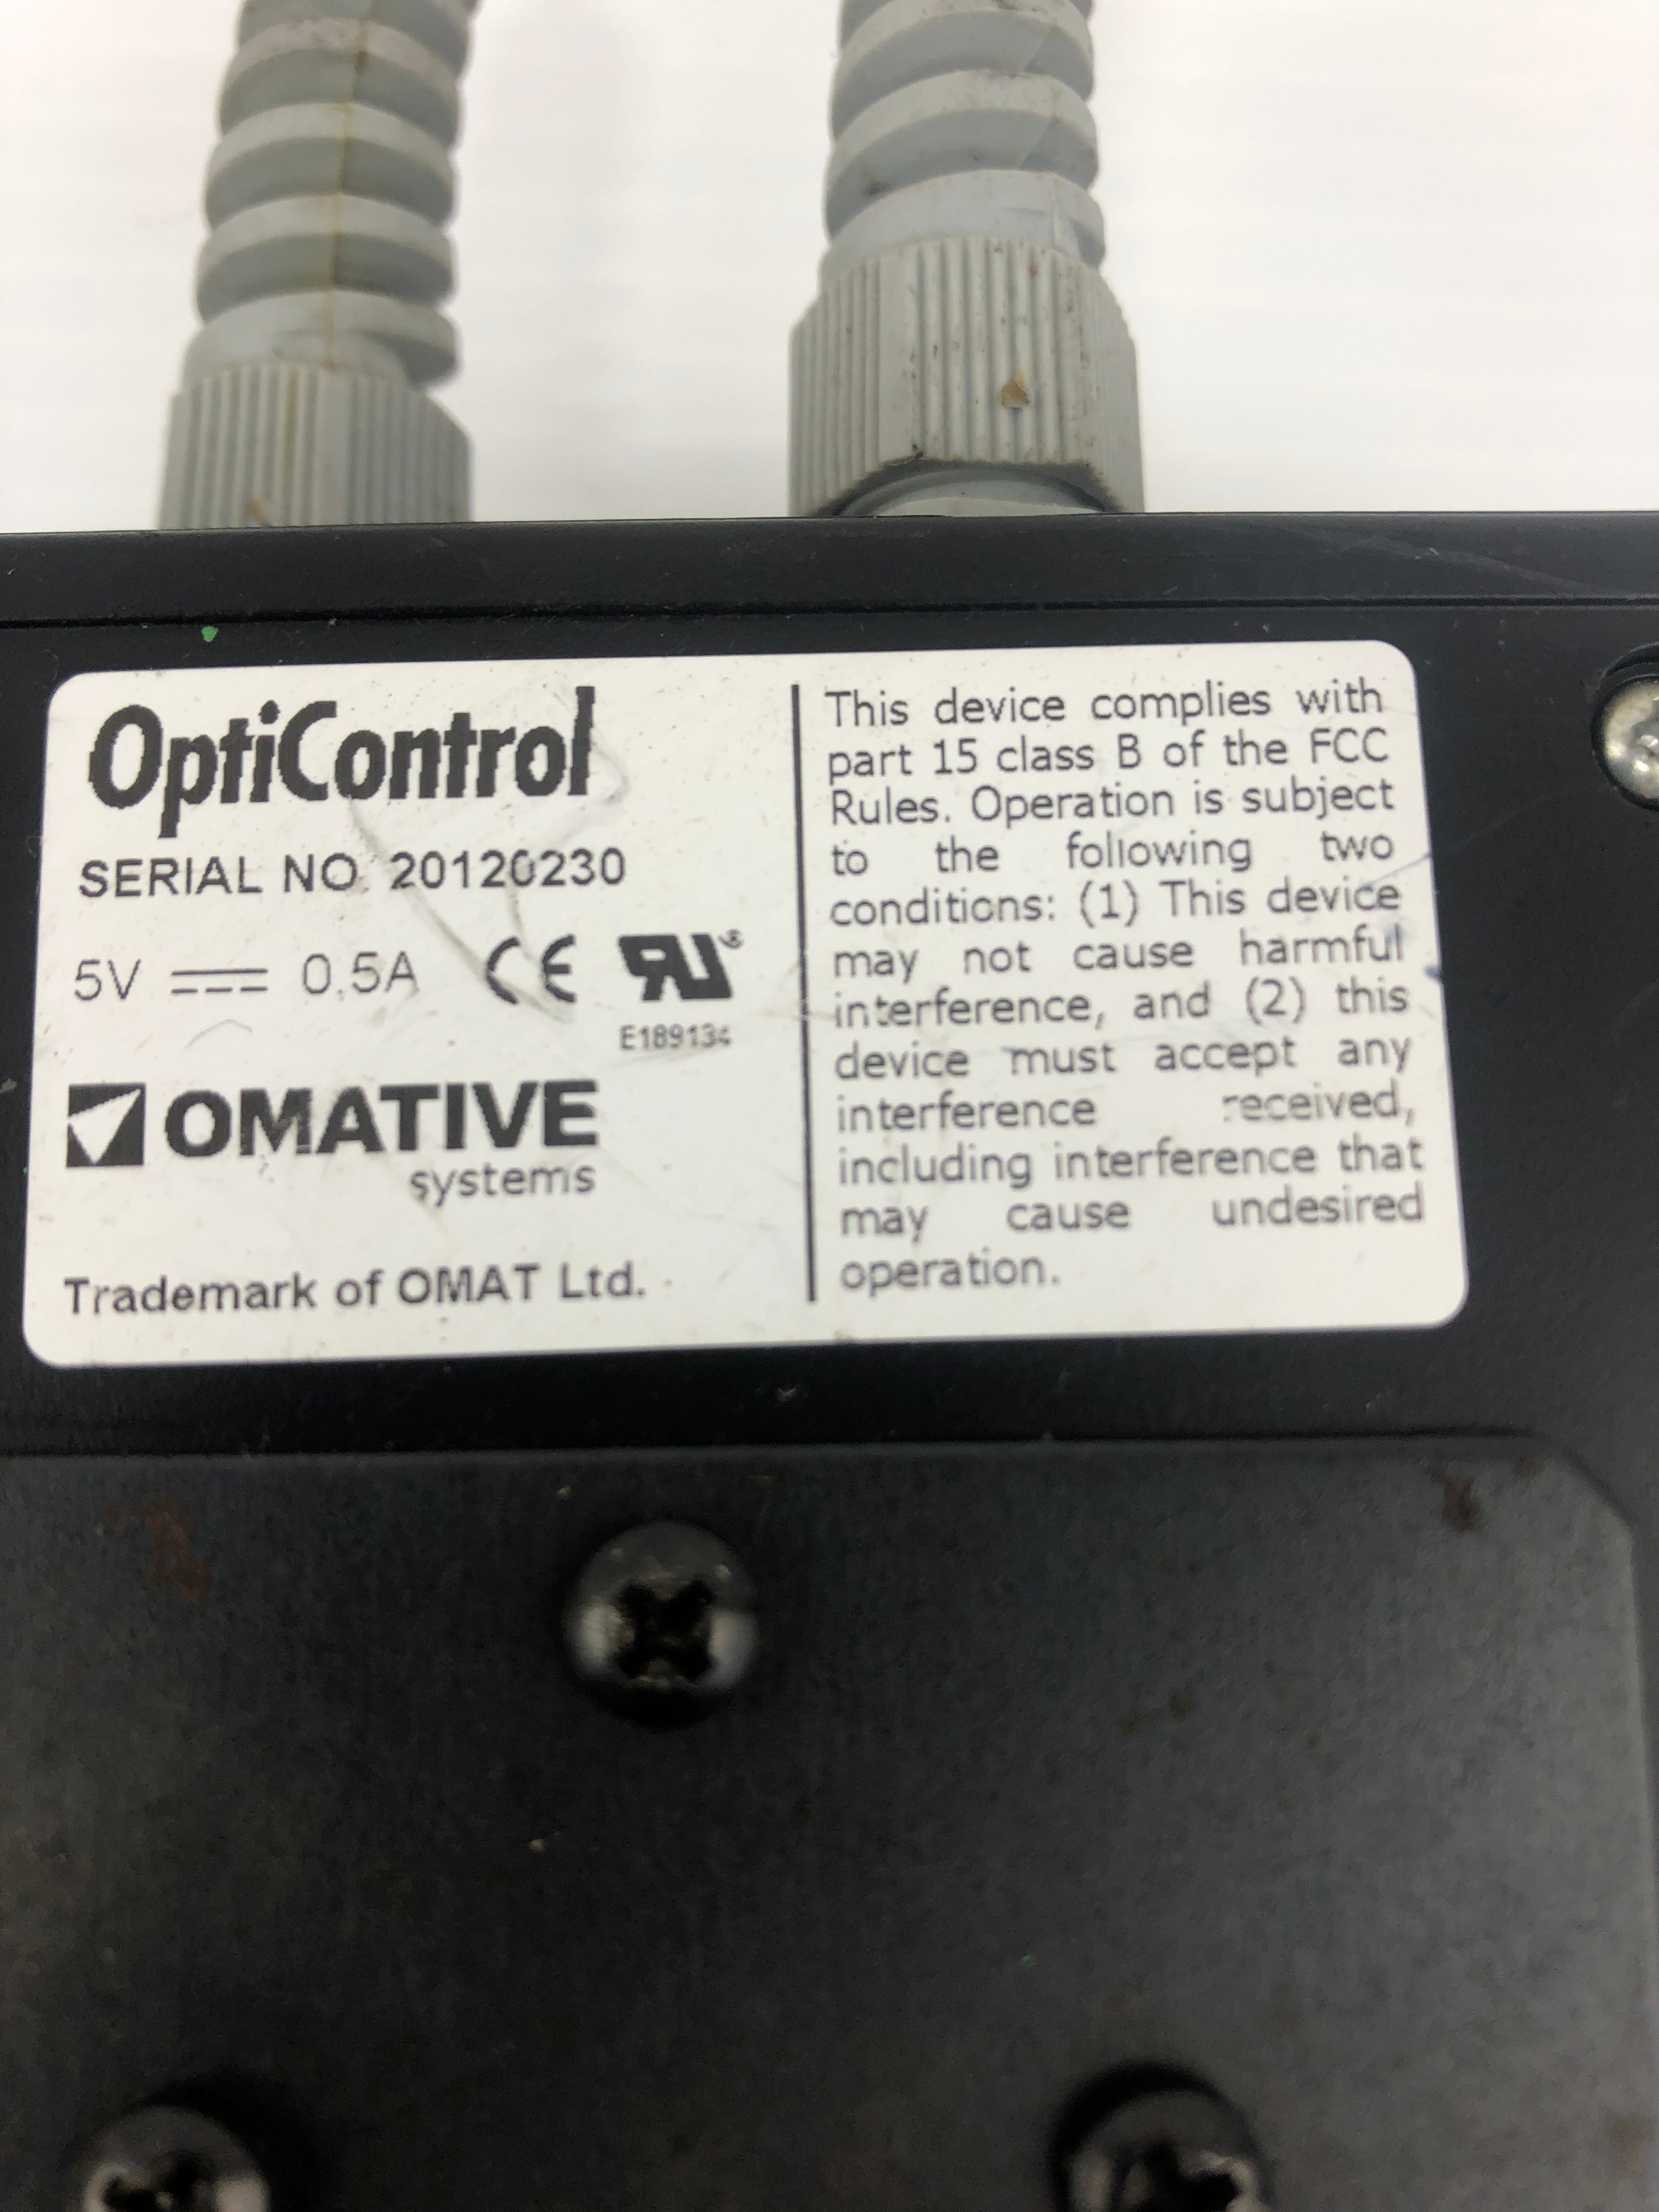 OptiControl
SERIAL NO. 20120230
5V 0.5A CE RU ®
E189134
OMATIVE
systems
Trademark of OMAT Ltd.
This device complies with
part 15 class B of the FCC
Rules. Operation is subject
to the following two
conditions: (1) This device
may not cause harmful
interference, and (2) this
device must accept any
interference received,
including interference that
may cause undesired
operation.